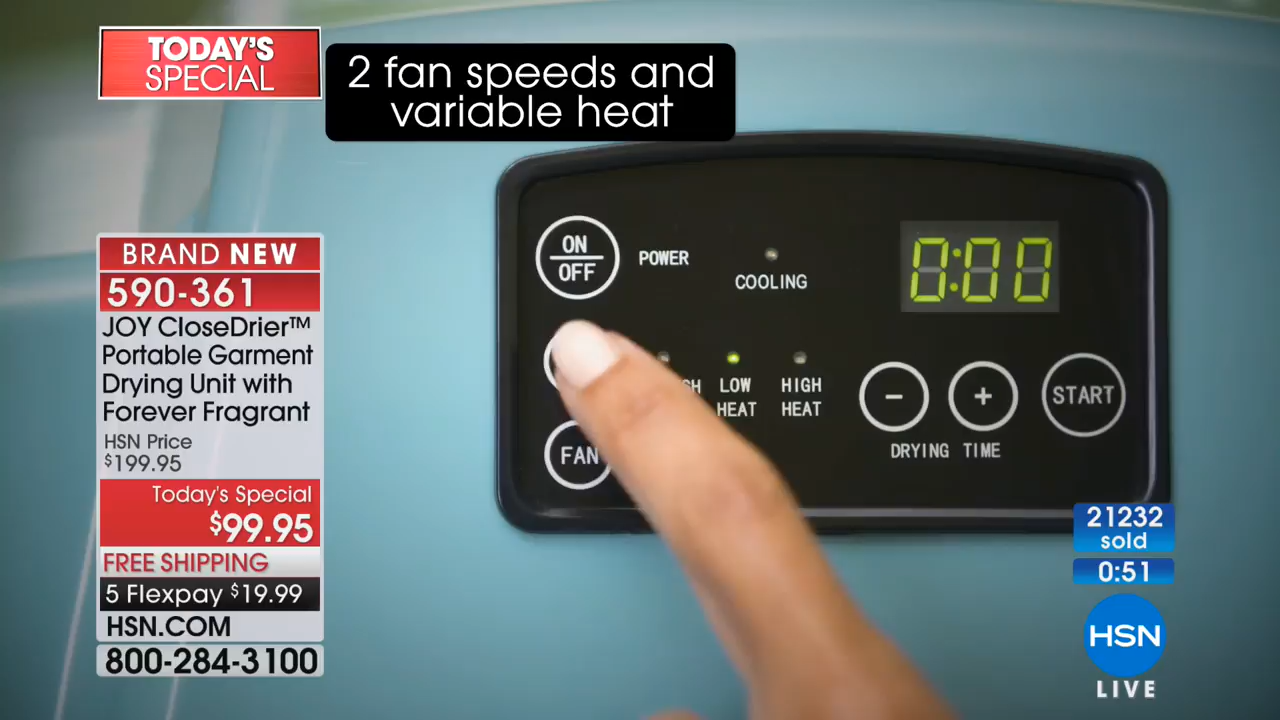 TODAY'S
SPECIAL
2 fan speeds and
variable heat
BRAND NEW
590-361
JOY CloseDrier™
Portable Garment
Drying Unit with
Forever Fragrant
HSN Price
$199.95
Today's Special
$99.95
FREE SHIPPING
5 Flexpay $19.99
HSN.COM
800-284-3100
ON
OFF
POWER
COOLING
0:00
LOW
HEAT
HIGH
HEAT
FAN
-
+
START
DRYING TIME
21232
sold
0:51
HSN
LIVE